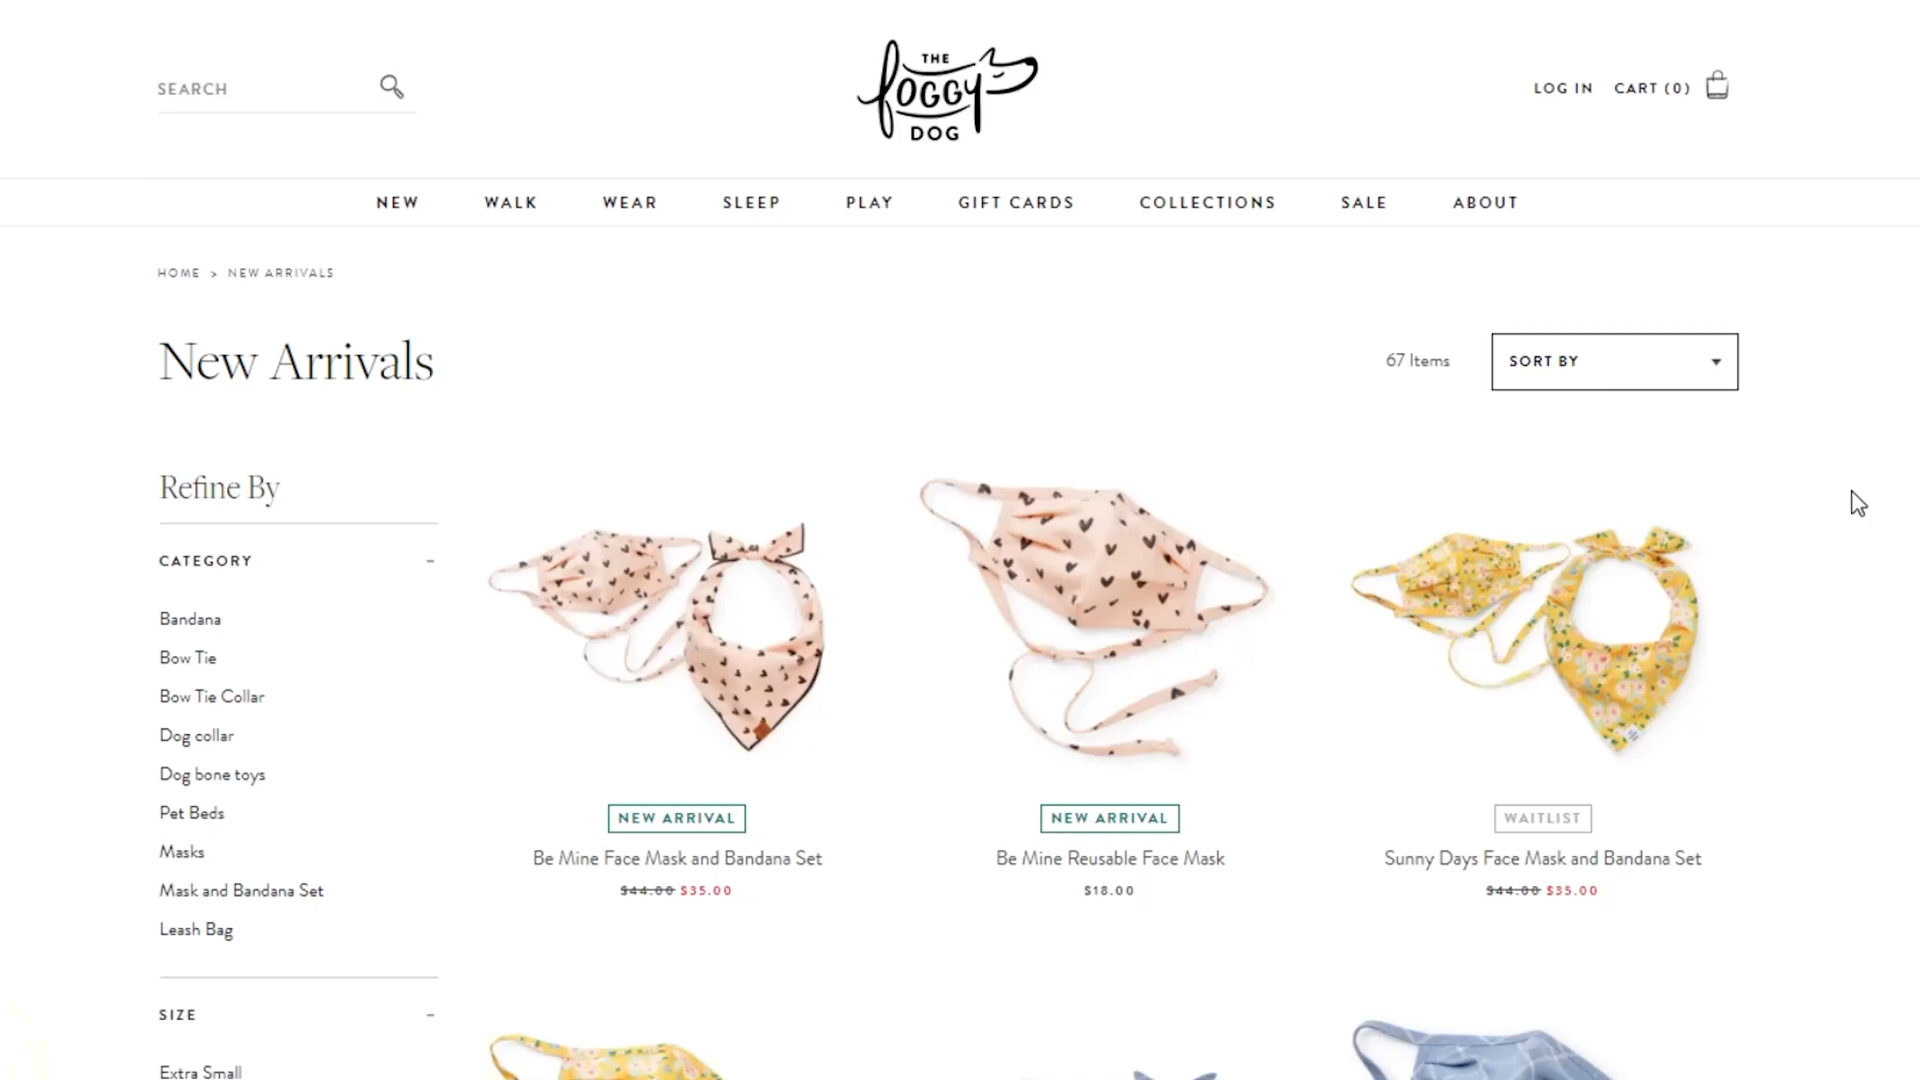 SEARCH
THE
FOGGY
DOG
LOG IN CART (0)
NEW WALK WEAR SLEEP PLAY GIFT CARDS COLLECTIONS SALE ABOUT
HOME > NEW ARRIVALS
New Arrivals
67 Items
SORT BY
Refine By
CATEGORY -
Bandana
Bow Tie
Bow Tie Collar
Dog collar
Dog bone toys
Pet Beds
Masks
Mask and Bandana Set
Leash Bag
SIZE -
Extra Small
NEW ARRIVAL
Be Mine Face Mask and Bandana Set
$44.00 $35.00
NEW ARRIVAL
Be Mine Reusable Face Mask
$18.00
WAITLIST
Sunny Days Face Mask and Bandana Set
$44.00 $35.00